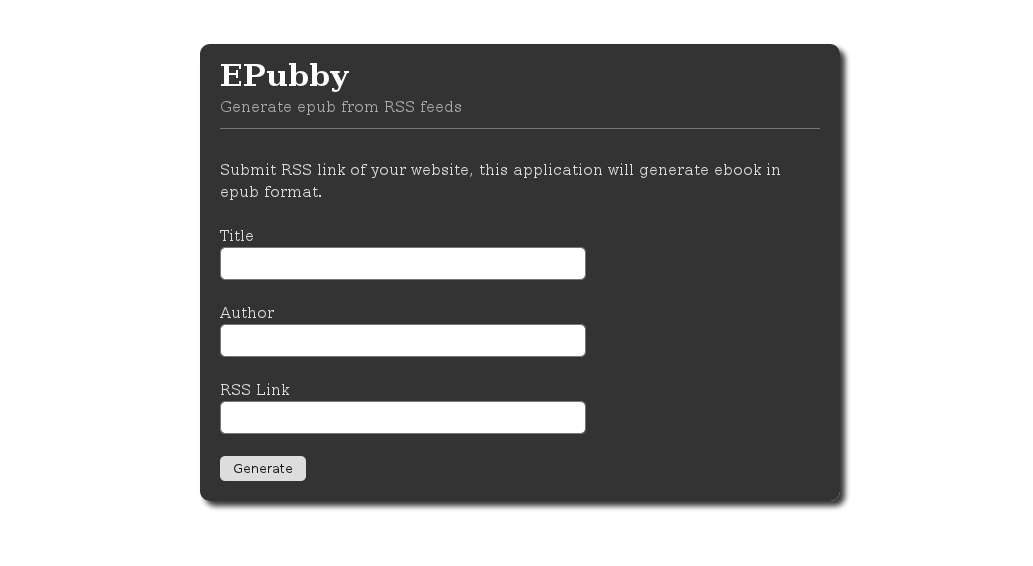 EPubby
Generate epub from RSS feeds
Submit RSS link of your website, this application will generate ebook in
epub format.
Title
Author
RSS Link
Generate